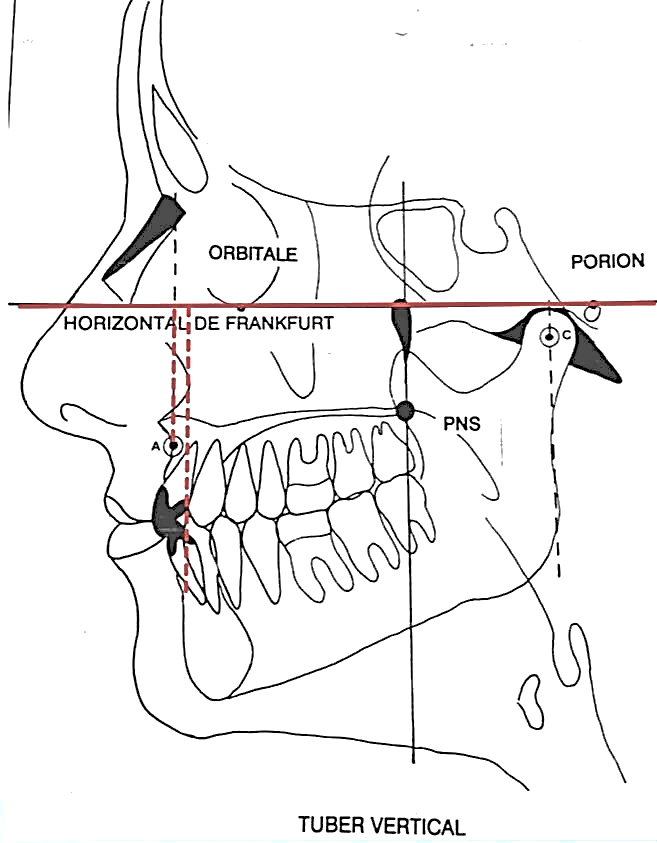 ORBITALE
PORION
HORIZONTAL DE FRANKFURT
C
PNS
A
TUBER VERTICAL